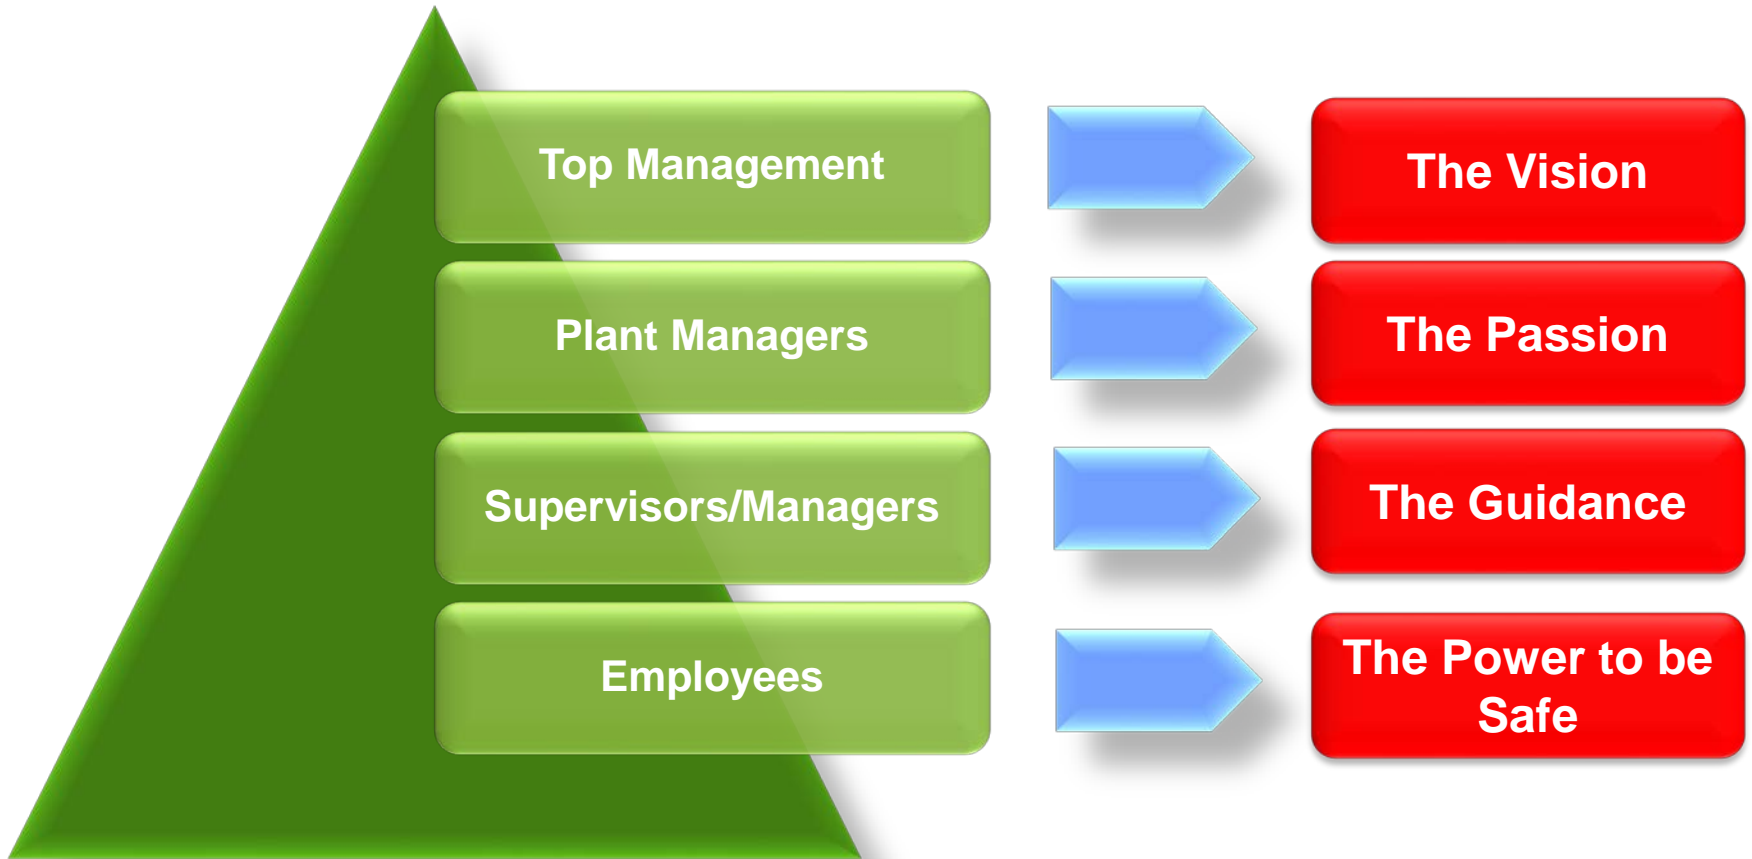 Top Management
The Vision
Plant Managers
The Passion
Supervisors/Managers
The Guidance
Employees
The Power to be
Safe